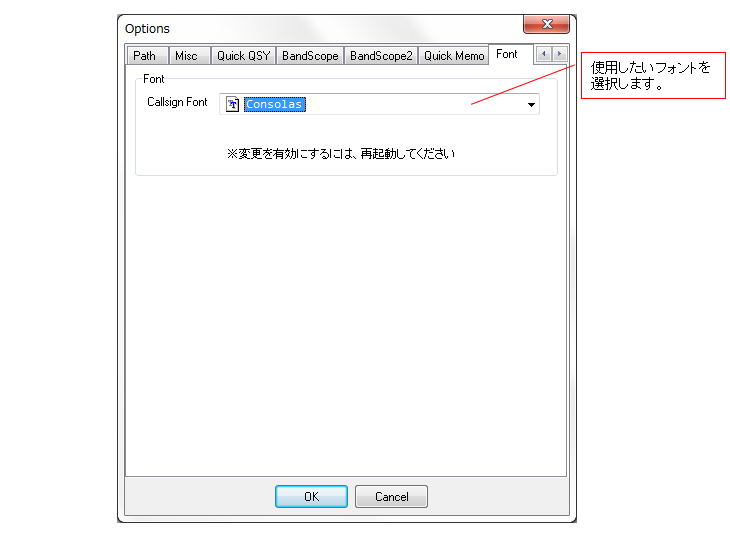 Options
Path Misc Quick QSY BandScope BandScope2 Quick Memo Font
Font
Callsign Font Consolas
※変更を有効にするには、再起動してください
OK Cancel
使用したいフォントを
選択します。